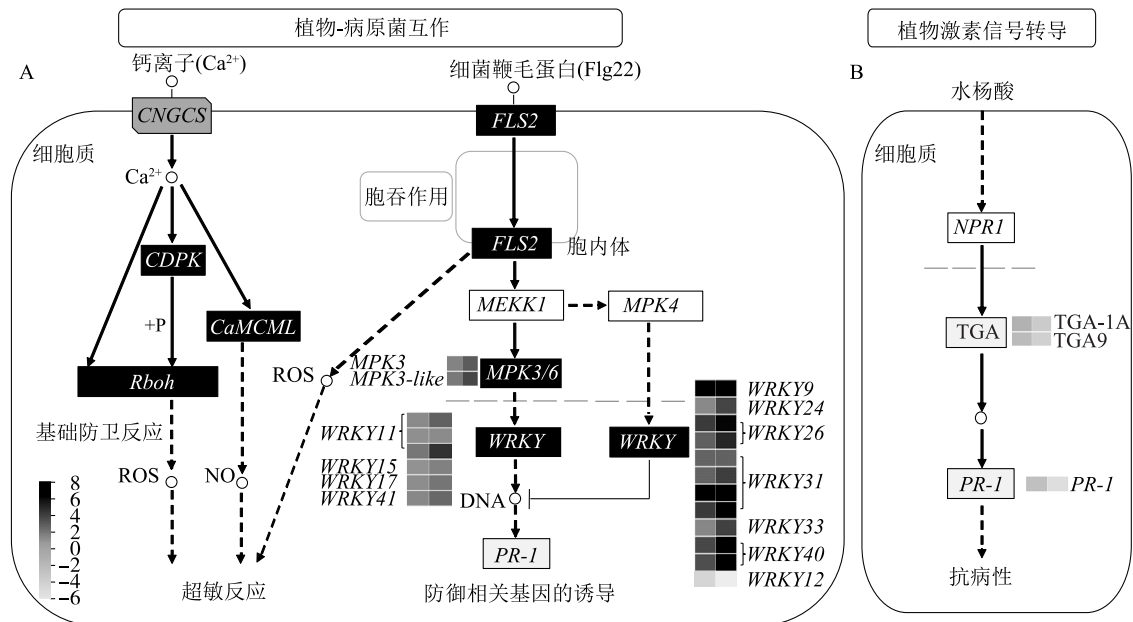 植物-病原菌互作
植物激素信号转导
A
钙离子(Ca²⁺)
细菌鞭毛蛋白(Flg22)
CNGCS
FLS2
细胞质
Ca²⁺
胞吞作用
FLS2
胞内体
CDPK
MEKK1
MPK4
+P
CaMCML
Rboh
ROS
MPK3
MPK3-like
MPK3/6
基础防卫反应
WRKY11
WRKY15
WRKY17
WRKY41
WRKY
WRKY
WRKY9
WRKY24
WRKY26
WRKY31
WRKY33
WRKY40
WRKY12
ROS
NO
DNA
PR-1
8
6
4
2
0
−2
−4
−6
超敏反应
防御相关基因的诱导
B
水杨酸
细胞质
NPR1
TGA
TGA-1A
TGA9
PR-1
PR-1
抗病性